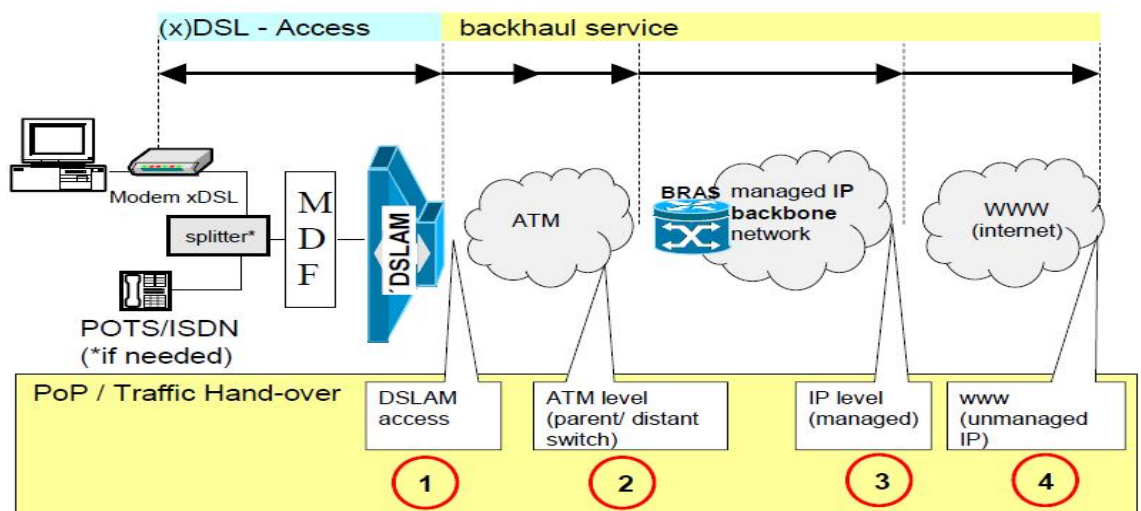 (x)DSL - Access
backhaul service
Modem xDSL
splitter*
POTS/ISDN
(*if needed)
M
D
F
´DSLAM
ATM
BRAS
managed IP
backbone
network
WWW
(internet)
PoP / Traffic Hand-over
DSLAM
access
ATM level
(parent/ distant
switch)
IP level
(managed)
www
(unmanaged
IP)
1
2
3
4